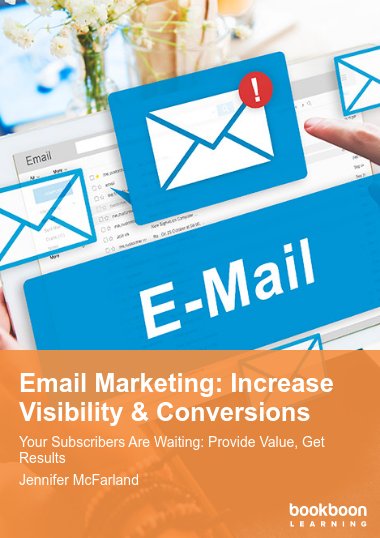 !
Email
E-Mail
Email Marketing: Increase
Visibility & Conversions
Your Subscribers Are Waiting: Provide Value, Get
Results
Jennifer McFarland
bookboon
LEARNING